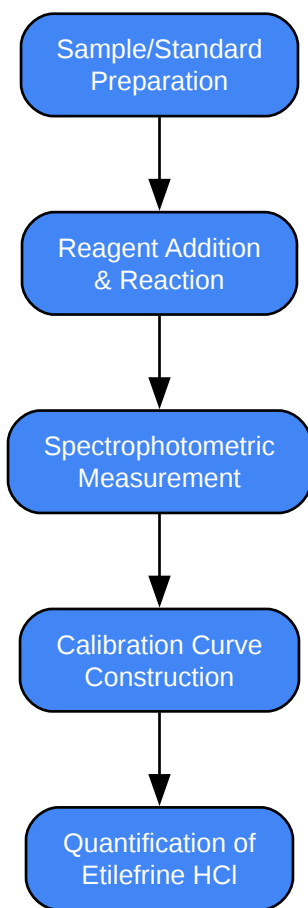 Sample/Standard
Preparation
Reagent Addition
& Reaction
Spectrophotometric
Measurement
Calibration Curve
Construction
Quantification of
Etilefrine HCl